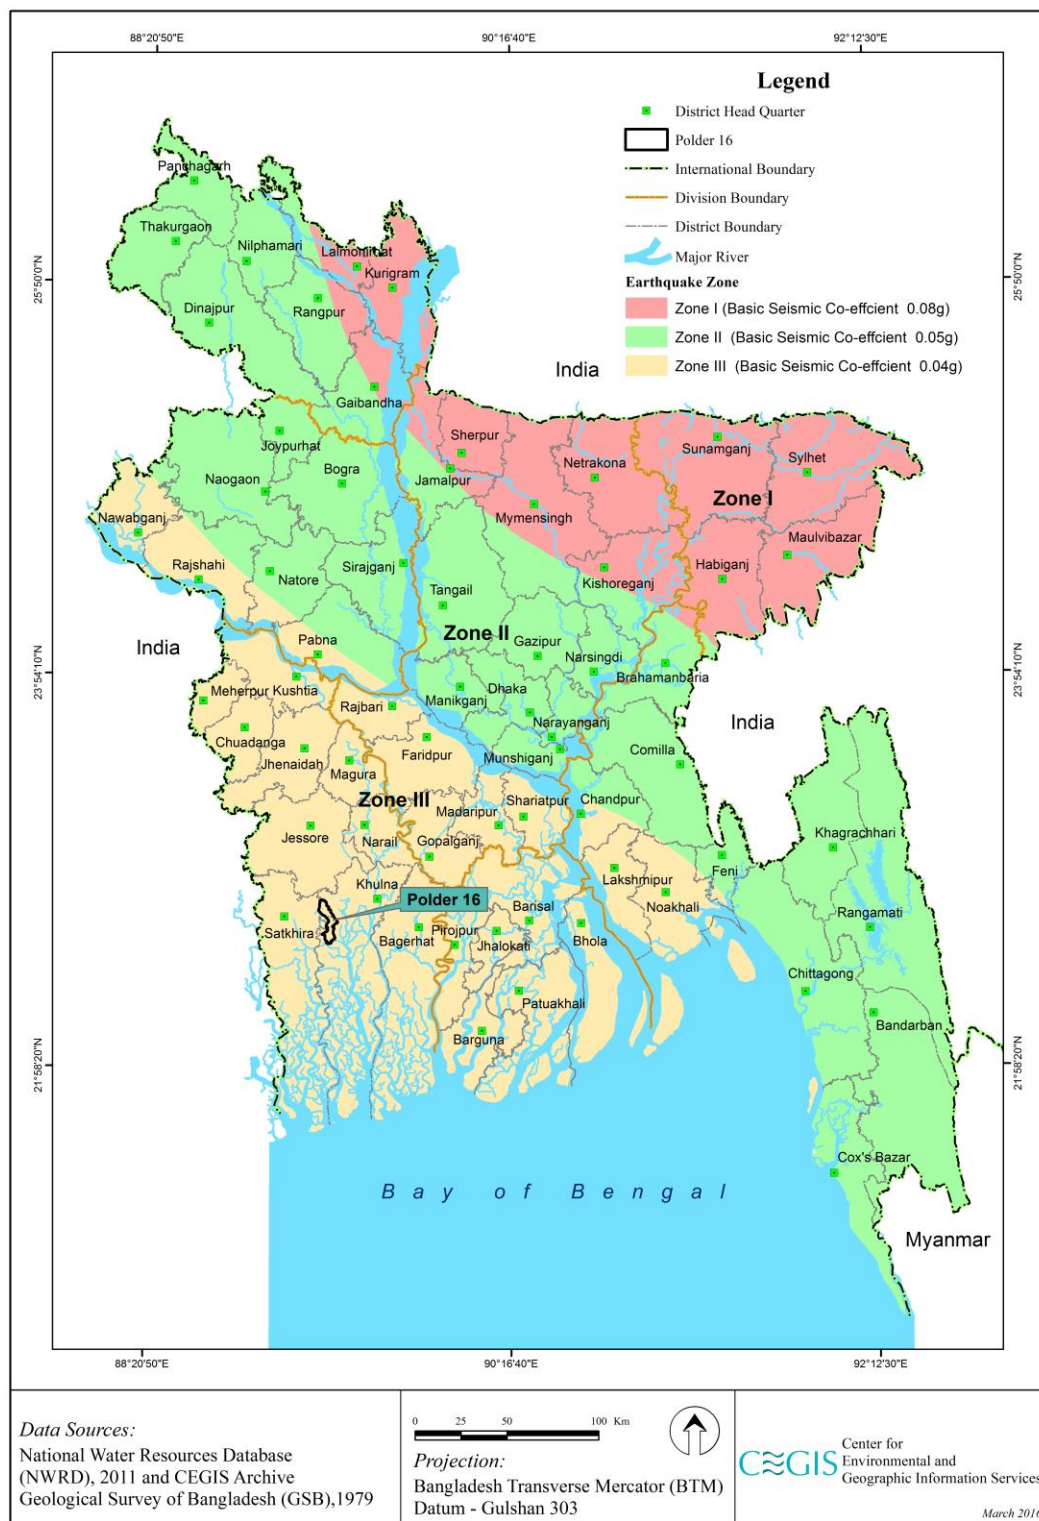 88°20'50"E
90°16'40"E
92°12'30"E
Legend
District Head Quarter
Polder 16
International Boundary
Division Boundary
District Boundary
Major River
Earthquake Zone
Zone I (Basic Seismic Co-effcient 0.08g)
Zone II (Basic Seismic Co-effcient 0.05g)
Zone III (Basic Seismic Co-effcient 0.04g)
25°50'0"N
25°50'0"N
Panchagarh
Thakurgaon
Nilphamari
Lalmonirhat
Kurigram
Dinajpur
Rangpur
India
Gaibandha
Joypurhat
Sherpur
Sunamganj
Netrakona
Sylhet
Bogra
Jamalpur
Naogaon
Zone I
Mymensingh
Nawabganj
Maulvibazar
Rajshahi
Sirajganj
Kishoreganj
Habiganj
Natore
Tangail
Zone II
Pabna
Gazipur
India
Narsingdi
23°54'10"N
23°54'10"N
Brahamanbaria
Meherpur
Kushtia
Dhaka
Manikganj
Rajbari
India
Narayanganj
Chuadanga
Faridpur
Comilla
Jhenaidah
Munshiganj
Magura
Zone III
Shariatpur
Chandpur
Madaripur
Khagrachhari
Jessore
Narail
Gopalganj
Feni
Lakshmipur
Khulna
Polder 16
Noakhali
Barisal
Rangamati
Satkhira
Pirojpur
Bagerhat
Jhalokati
Bhola
Chittagong
Patuakhali
Bandarban
Barguna
21°58'20"N
21°58'20"N
Cox's Bazar
Bay of Bengal
Myanmar
88°20'50"E
90°16'40"E
92°12'30"E
Data Sources:
National Water Resources Database
(NWRD), 2011 and CEGIS Archive
Geological Survey of Bangladesh (GSB),1979
0 25 50 100 Km
Projection:
Bangladesh Transverse Mercator (BTM)
Datum - Gulshan 303
CEGIS
Center for
Environmental and
Geographic Information Services
March 2016